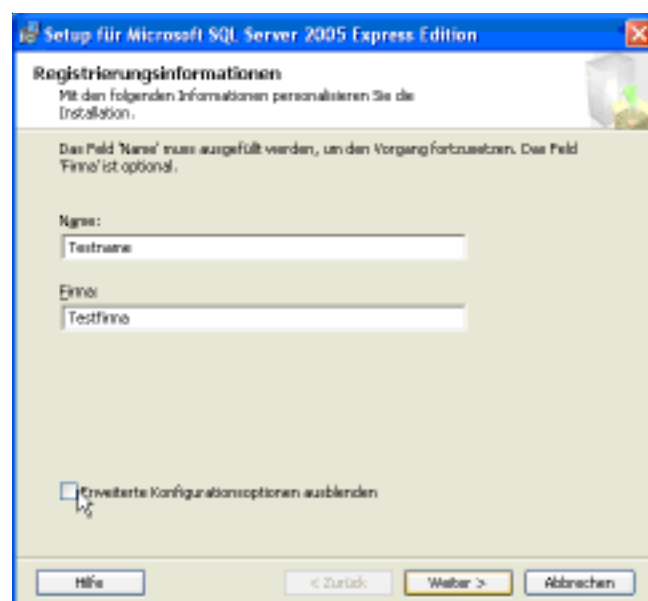 Setup für Microsoft SQL Server 2005 Express Edition
Registrierungsinformationen
Mit den folgenden Informationen personalisieren Sie die
Installation.
Das Feld 'Name' muss ausgefüllt werden, um den Vorgang fortzusetzen. Das Feld
'Firma' ist optional.
Name:
Testname
Firma:
Testfirma
Erweiterte Konfigurationsoptionen ausblenden
Hilfe
< Zurück
Weiter >
Abbrechen